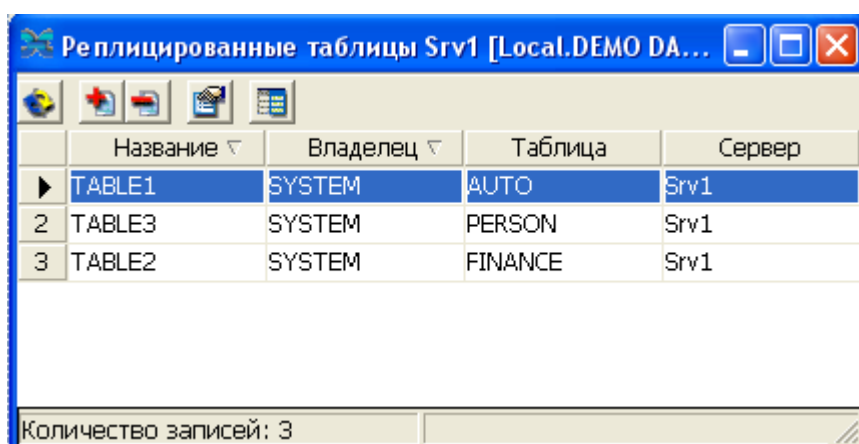 Реплицированные таблицы Srv1 [Local.DEMO DA...
Название Владелец Таблица Сервер
TABLE1 SYSTEM AUTO Srv1
2 TABLE3 SYSTEM PERSON Srv1
3 TABLE2 SYSTEM FINANCE Srv1
Количество записей: 3